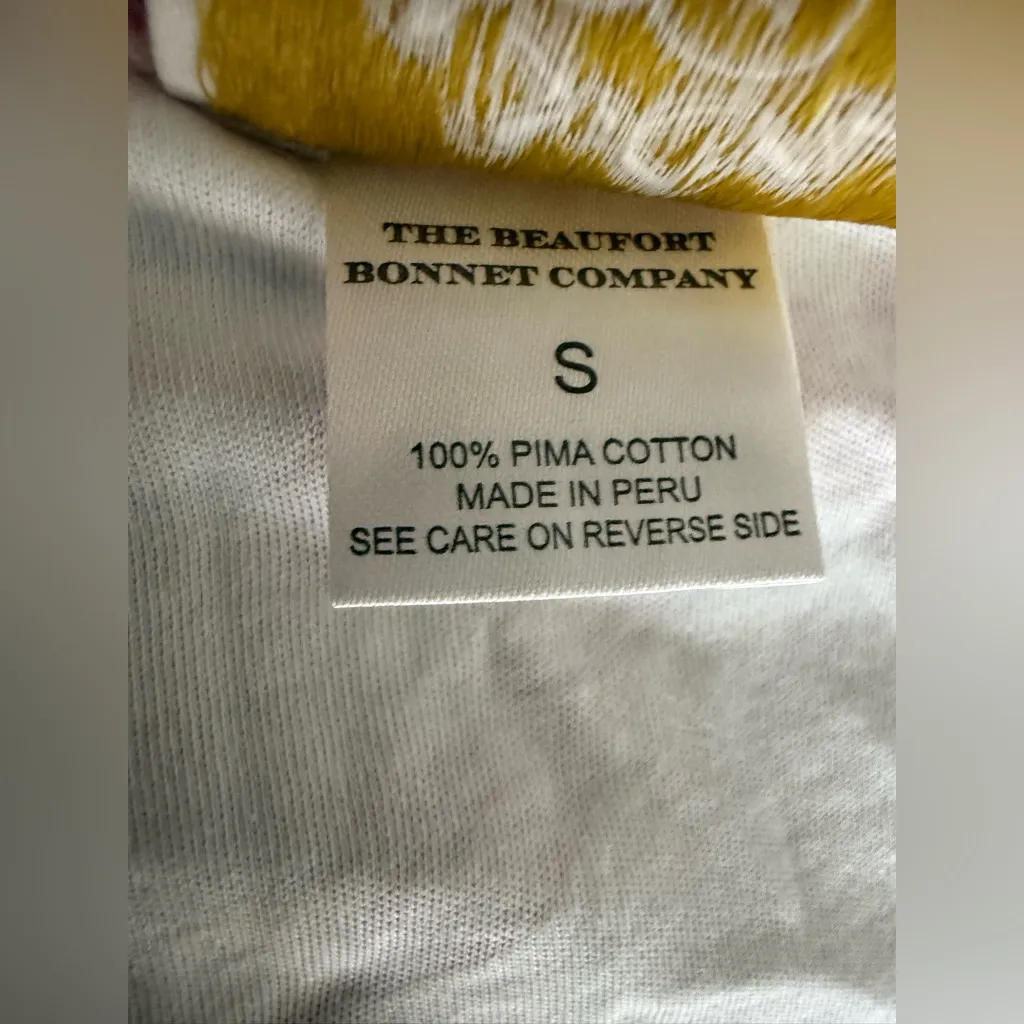 THE BEAUFORT
BONNET COMPANY
S
100% PIMA COTTON
MADE IN PERU
SEE CARE ON REVERSE SIDE